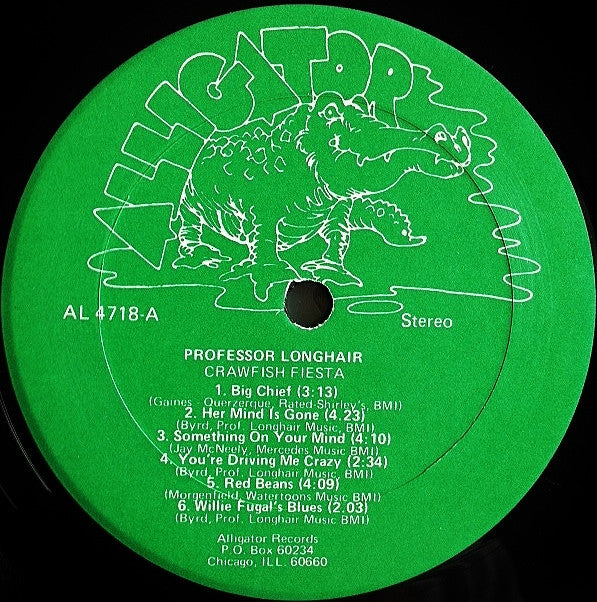 ALLIGATOR
AL 4718-A
Stereo
PROFESSOR LONGHAIR
CRAWFISH FIESTA
1. Big Chief (3:13)
(Gaines - Querzerque, Rated-Shirley's, BMI)
2. Her Mind Is Gone (4.23)
(Byrd, Prof. Longhair Music, BMI)
3. Something On Your Mind (4:10)
(Jay McNeely, Mercedes Music BMI)
4. You're Driving Me Crazy (2:34)
(Byrd, Prof. Longhair Music, BMI)
5. Red Beans (4:09)
(Morgenfield, Watertoons Music BMI)
6. Willie Fugal's Blues (2.03)
(Byrd, Prof. Longhair Music BMI)
Alligator Records
P.O. Box 60234
Chicago, ILL. 60660